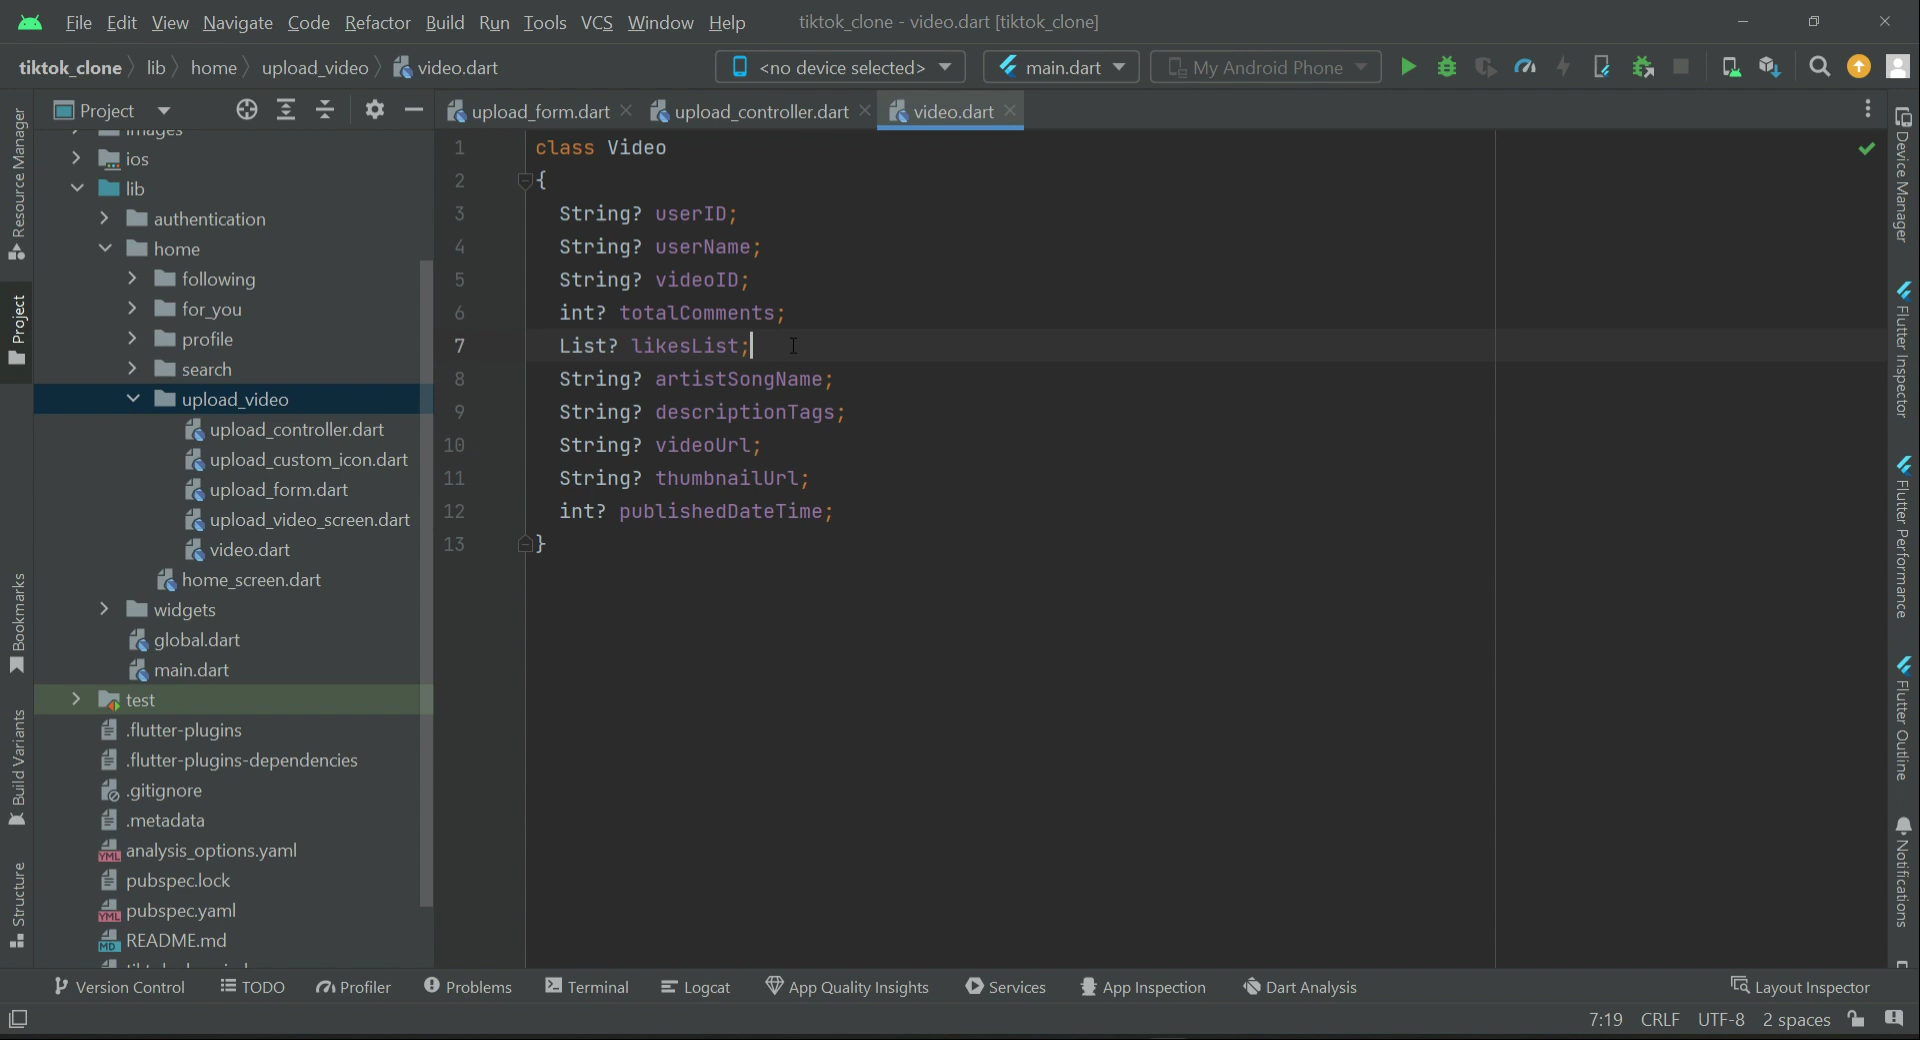 File Edit View Navigate Code Refactor Build Run Tools VCS Window Help tiktok_clone - video.dart [tiktok_clone]
tiktok_clone lib home upload_video video.dart <no device selected> main.dart My Android Phone
Project
upload_form.dart upload_controller.dart video.dart
images
ios
lib
authentication
home
following
for_you
profile
search
upload_video
upload_controller.dart
upload_custom_icon.dart
upload_form.dart
upload_video_screen.dart
video.dart
home_screen.dart
widgets
global.dart
main.dart
test
.flutter-plugins
.flutter-plugins-dependencies
.gitignore
.metadata
analysis_options.yaml
pubspec.lock
pubspec.yaml
README.md
1 class Video
2 {
3 String? userID;
4 String? userName;
5 String? videoID;
6 int? totalComments;
7 List? likesList;
8 String? artistSongName;
9 String? descriptionTags;
10 String? videoUrl;
11 String? thumbnailUrl;
12 int? publishedDateTime;
13 }
Resource Manager
Project
Bookmarks
Build Variants
Structure
Device Manager
Flutter Inspector
Flutter Performance
Flutter Outline
Notifications
Version Control TODO Profiler Problems Terminal Logcat App Quality Insights Services App Inspection Dart Analysis Layout Inspector
7:19 CRLF UTF-8 2 spaces